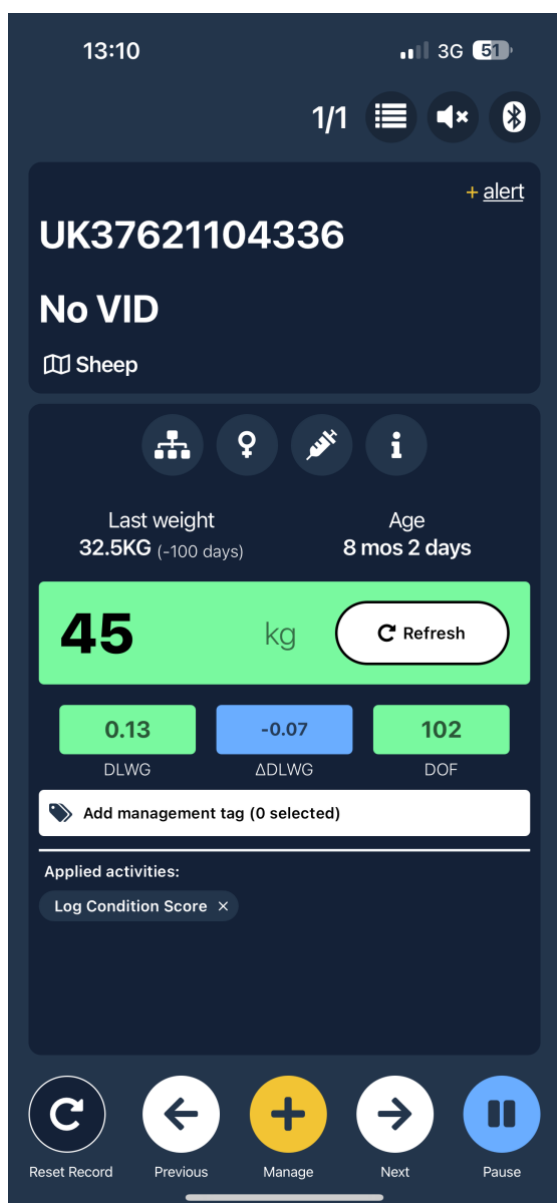 13:10
3G 51
1/1
+ alert
UK37621104336
No VID
Sheep
Last weight
32.5KG (-100 days)
Age
8 mos 2 days
45 kg Refresh
0.13 -0.07 102
DLWG ΔDLWG DOF
Add management tag (0 selected)
Applied activities:
Log Condition Score ×
Reset Record Previous Manage Next Pause